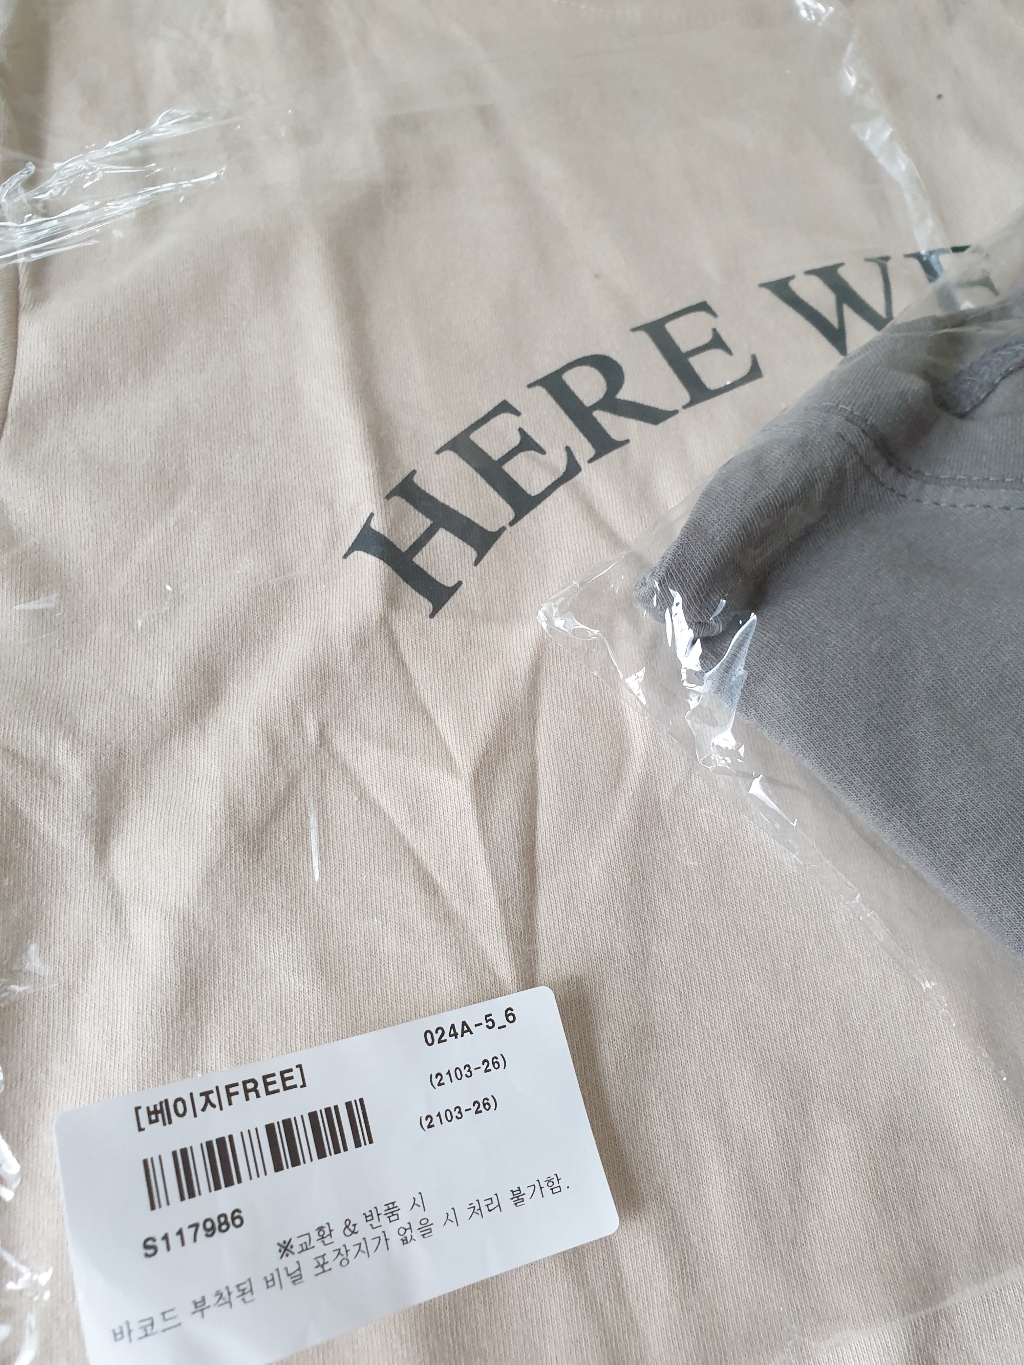 HERE WE
024A-5_6
[베이지FREE]
(2103-26)
(2103-26)
S117986
※교환 & 반품 시
바코드 부착된 비닐 포장지가 없을 시 처리 불가함.